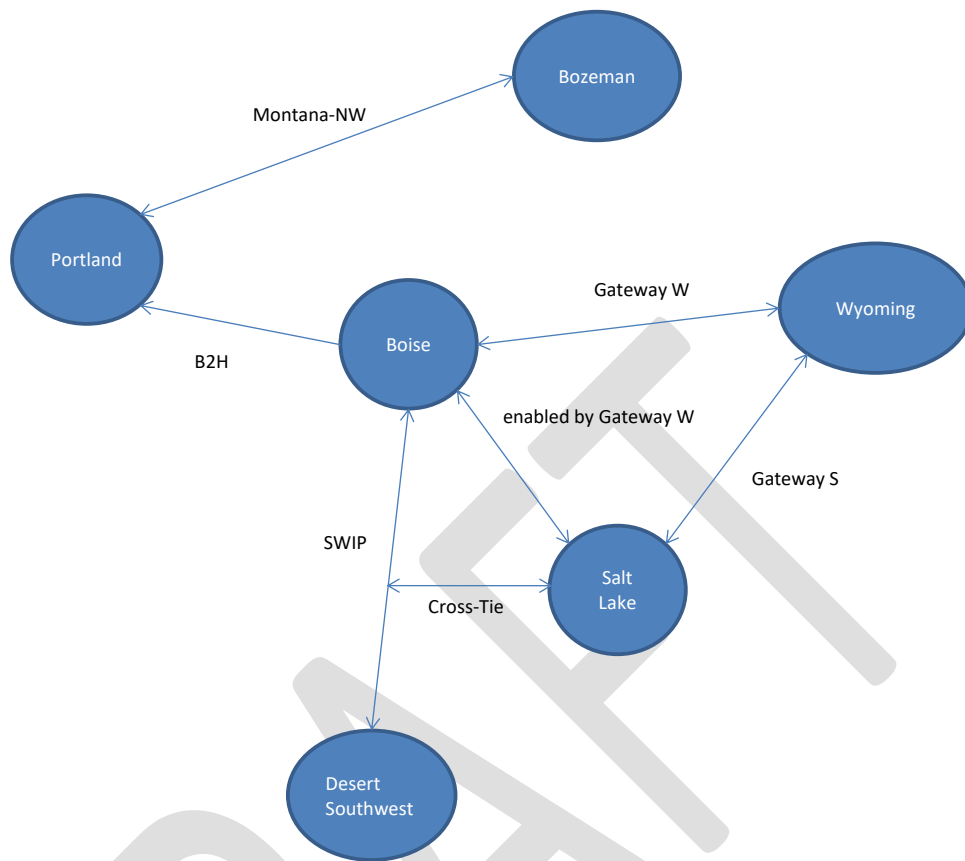 Bozeman
Montana-NW
Portland
Gateway W
Wyoming
Boise
B2H
enabled by Gateway W
Gateway S
SWIP
Salt
Lake
Cross-Tie
Desert
Southwest
DRAFT